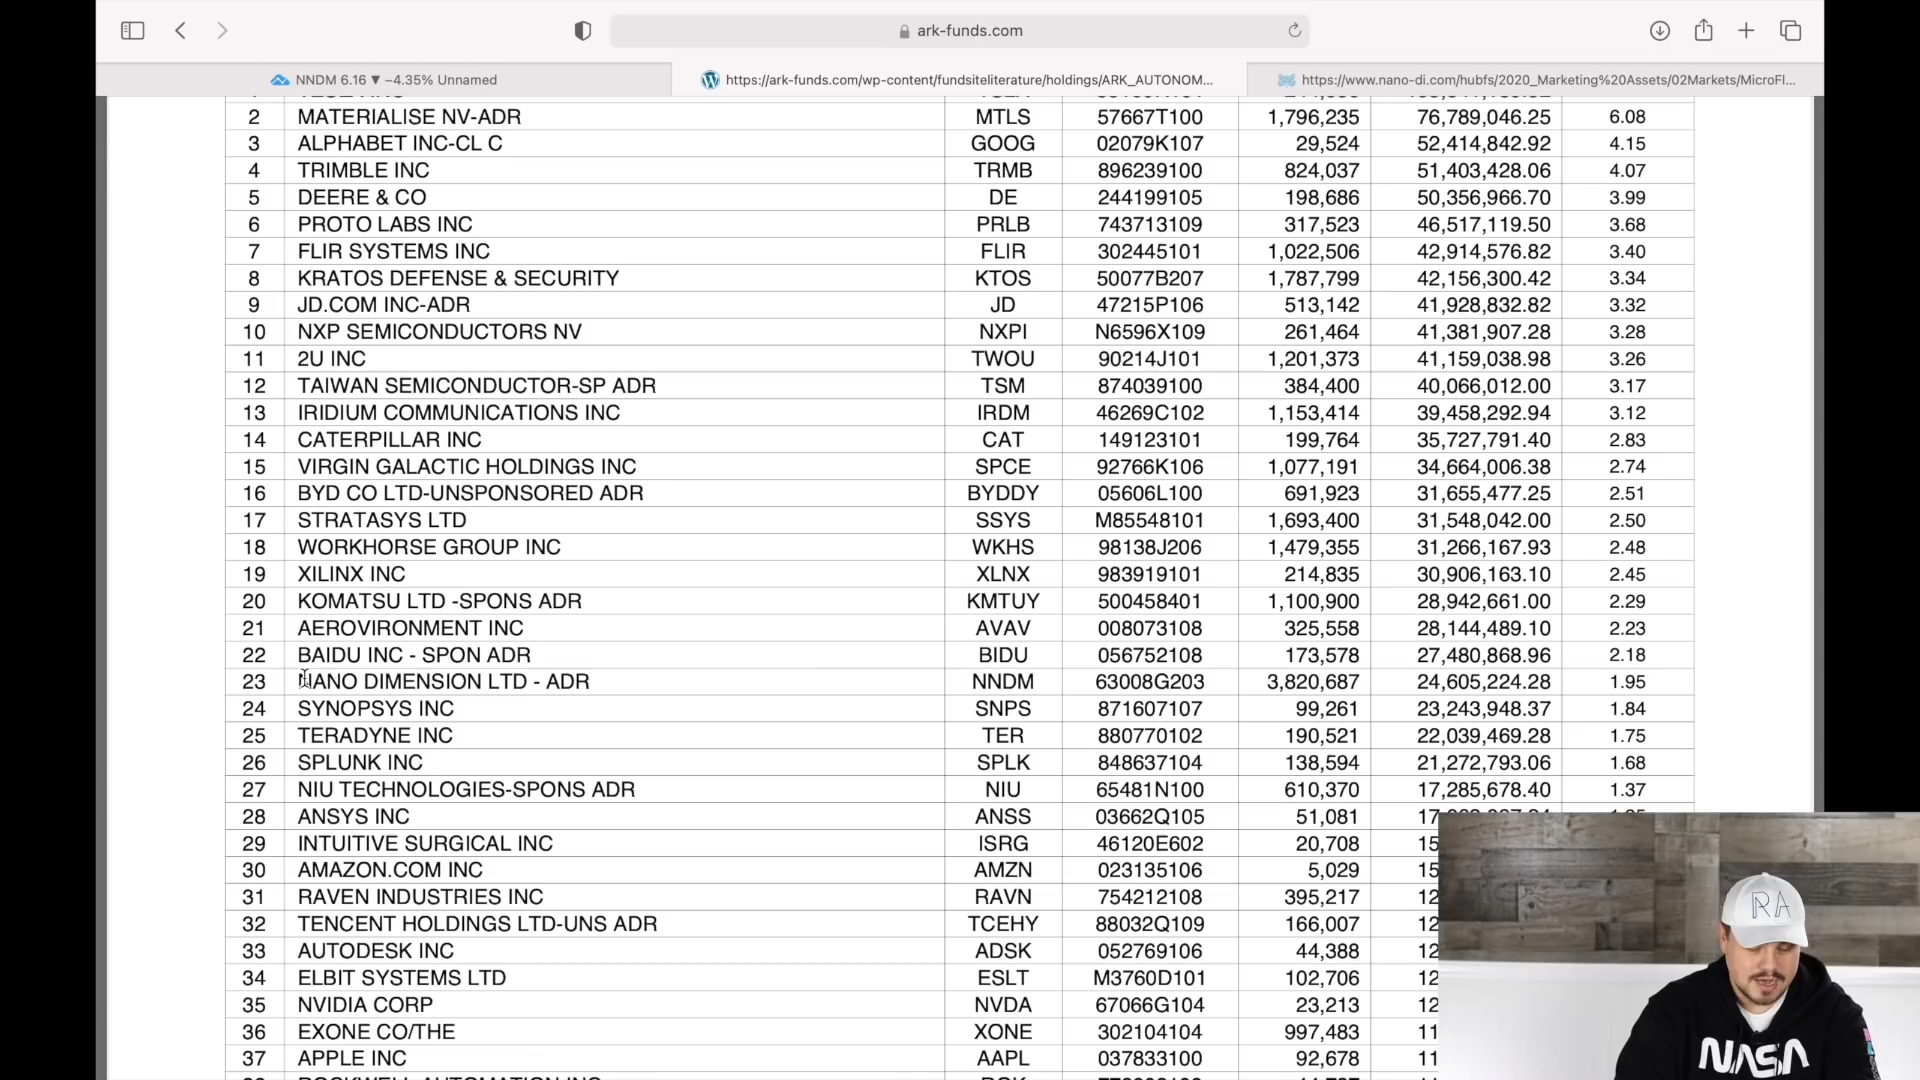 ark-funds.com
NNDM 6.16 ▼ −4.35% Unnamed
https://ark-funds.com/wp-content/fundsiteliterature/holdings/ARK_AUTONOM...
https://www.nano-di.com/hubfs/2020_Marketing%20Assets/02Markets/MicroFl...
2 MATERIALISE NV-ADR MTLS 57667T100 1,796,235 76,789,046.25 6.08
3 ALPHABET INC-CL C GOOG 02079K107 29,524 52,414,842.92 4.15
4 TRIMBLE INC TRMB 896239100 824,037 51,403,428.06 4.07
5 DEERE & CO DE 244199105 198,686 50,356,966.70 3.99
6 PROTO LABS INC PRLB 743713109 317,523 46,517,119.50 3.68
7 FLIR SYSTEMS INC FLIR 302445101 1,022,506 42,914,576.82 3.40
8 KRATOS DEFENSE & SECURITY KTOS 50077B207 1,787,799 42,156,300.42 3.34
9 JD.COM INC-ADR JD 47215P106 513,142 41,928,832.82 3.32
10 NXP SEMICONDUCTORS NV NXPI N6596X109 261,464 41,381,907.28 3.28
11 2U INC TWOU 90214J101 1,201,373 41,159,038.98 3.26
12 TAIWAN SEMICONDUCTOR-SP ADR TSM 874039100 384,400 40,066,012.00 3.17
13 IRIDIUM COMMUNICATIONS INC IRDM 46269C102 1,153,414 39,458,292.94 3.12
14 CATERPILLAR INC CAT 149123101 199,764 35,727,791.40 2.83
15 VIRGIN GALACTIC HOLDINGS INC SPCE 92766K106 1,077,191 34,664,006.38 2.74
16 BYD CO LTD-UNSPONSORED ADR BYDDY 05606L100 691,923 31,655,477.25 2.51
17 STRATASYS LTD SSYS M85548101 1,693,400 31,548,042.00 2.50
18 WORKHORSE GROUP INC WKHS 98138J206 1,479,355 31,266,167.93 2.48
19 XILINX INC XLNX 983919101 214,835 30,906,163.10 2.45
20 KOMATSU LTD -SPONS ADR KMTUY 500458401 1,100,900 28,942,661.00 2.29
21 AEROVIRONMENT INC AVAV 008073108 325,558 28,144,489.10 2.23
22 BAIDU INC - SPON ADR BIDU 056752108 173,578 27,480,868.96 2.18
23 NANO DIMENSION LTD - ADR NNDM 63008G203 3,820,687 24,605,224.28 1.95
24 SYNOPSYS INC SNPS 871607107 99,261 23,243,948.37 1.84
25 TERADYNE INC TER 880770102 190,521 22,039,469.28 1.75
26 SPLUNK INC SPLK 848637104 138,594 21,272,793.06 1.68
27 NIU TECHNOLOGIES-SPONS ADR NIU 65481N100 610,370 17,285,678.40 1.37
28 ANSYS INC ANSS 03662Q105 51,081 17
29 INTUITIVE SURGICAL INC ISRG 46120E602 20,708 15
30 AMAZON.COM INC AMZN 023135106 5,029 15
31 RAVEN INDUSTRIES INC RAVN 754212108 395,217 12
32 TENCENT HOLDINGS LTD-UNS ADR TCEHY 88032Q109 166,007 12
33 AUTODESK INC ADSK 052769106 44,388 12
34 ELBIT SYSTEMS LTD ESLT M3760D101 102,706 12
35 NVIDIA CORP NVDA 67066G104 23,213 12
36 EXONE CO/THE XONE 302104104 997,483 11
37 APPLE INC AAPL 037833100 92,678 11
RA
NASA